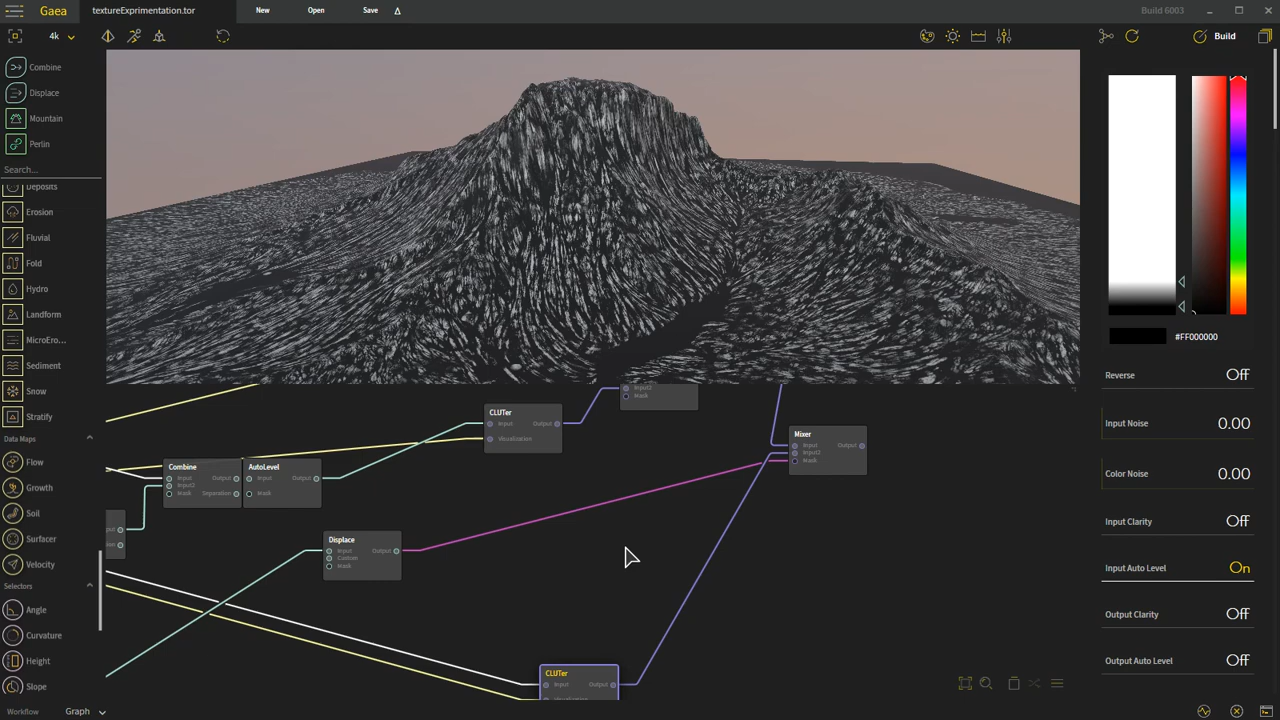 Gaea
textureExprimentation.tor
New
Open
Save
Build 6003
4k
Build
Combine
Displace
Mountain
Perlin
Search...
Deposits
Erosion
Fluvial
Fold
Hydro
Landform
MicroEro...
Sediment
Snow
Stratify
Data Maps
Flow
Growth
Soil
Surfacer
Velocity
Selectors
Angle
Curvature
Height
Slope
Workflow
Graph
Combine
Input
Output
Input2
Mask
Separation
AutoLevel
Input
Output
Mask
Displace
Input
Output
Custom
Mask
CLUTer
Input
Output
Visualization
Input2
Mask
Mixer
Input
Output
Input2
Mask
CLUTer
Input
Output
Visualization
#FF000000
Reverse
Off
Input Noise
0.00
Color Noise
0.00
Input Clarity
Off
Input Auto Level
On
Output Clarity
Off
Output Auto Level
Off